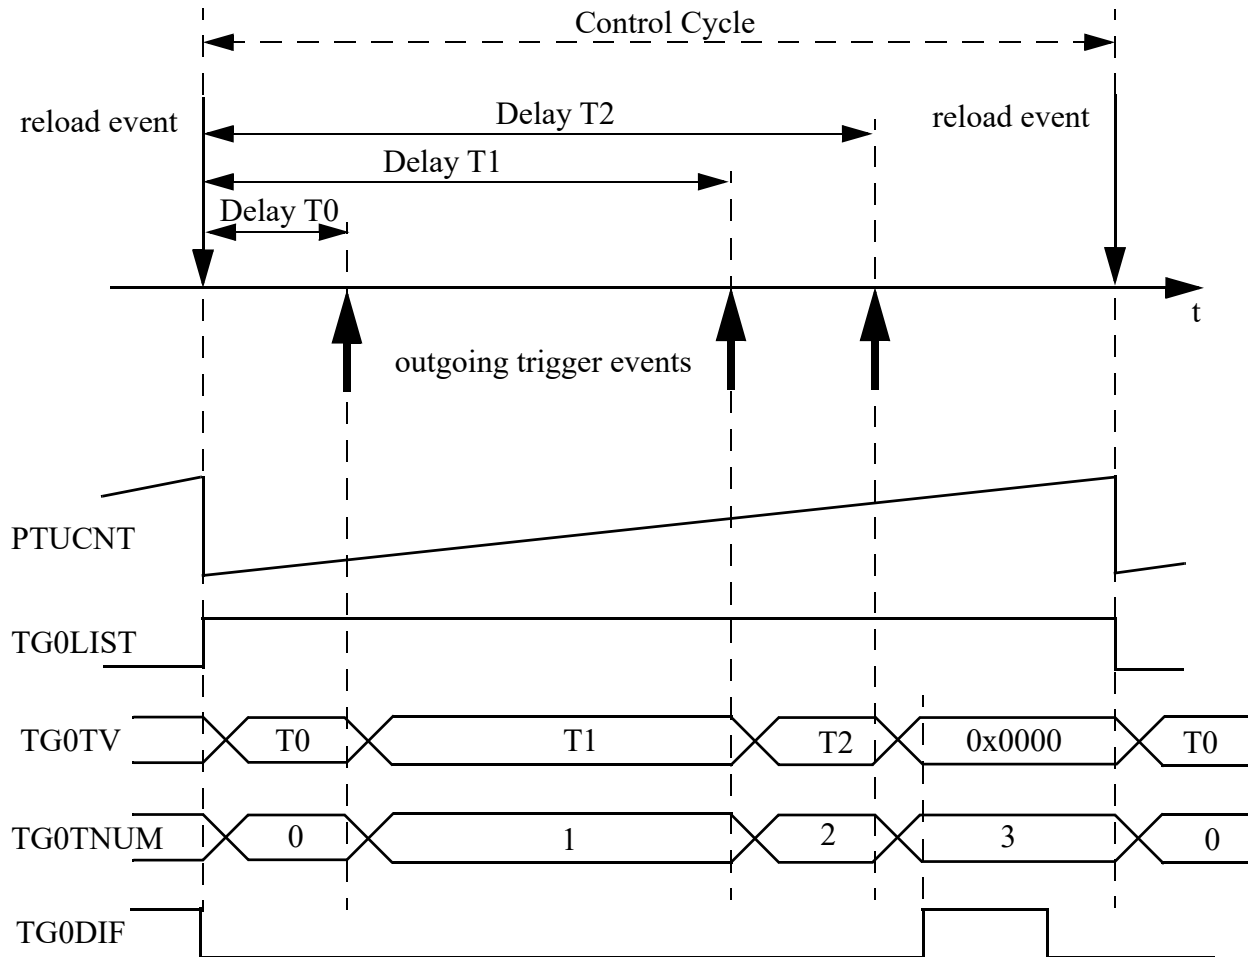 Control Cycle
reload event
Delay T2
reload event
Delay T1
Delay T0
t
outgoing trigger events
PTUCNT
TG0LIST
TG0TV
T0
T1
T2
0x0000
T0
TG0TNUM
0
1
2
3
0
TG0DIF